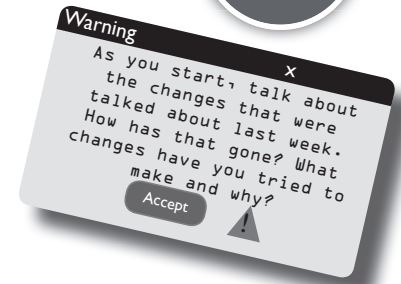 Warning
x
As you start, talk about
the changes that were
talked about last week.
How has that gone? What
changes have you tried to
make and why?
Accept
!